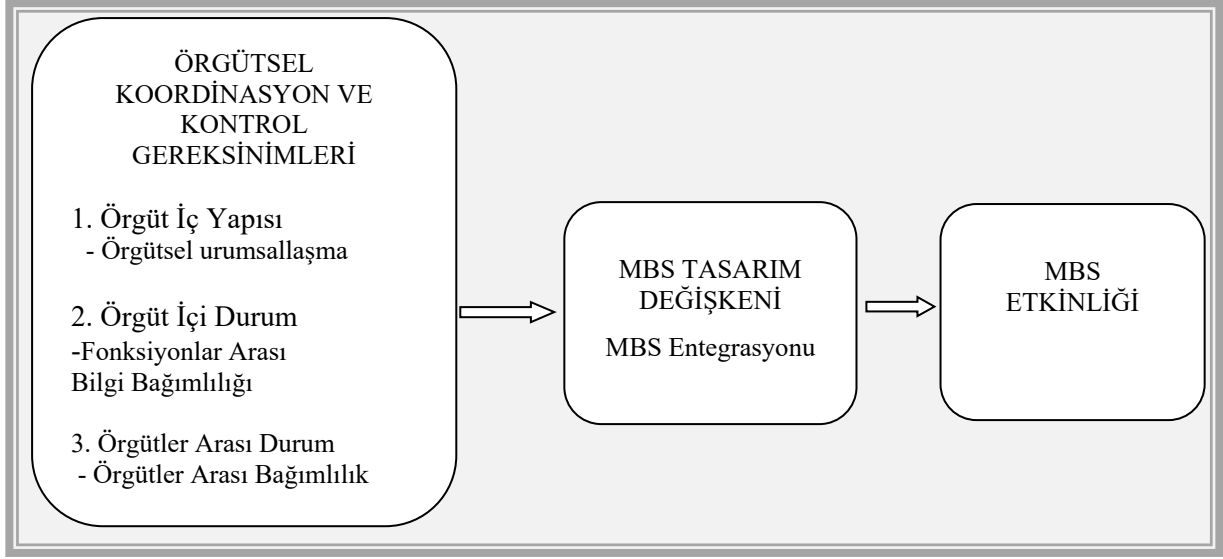 ÖRGÜTSEL
KOORDİNASYON VE
KONTROL
GEREKSİNİMLERİ
1. Örgüt İç Yapısı
- Örgütsel urumsallaşma
2. Örgüt İçi Durum
-Fonksiyonlar Arası
Bilgi Bağımlılığı
3. Örgütler Arası Durum
- Örgütler Arası Bağımlılık
MBS TASARIM
DEĞİŞKENİ
MBS Entegrasyonu
MBS
ETKİNLİĞİ